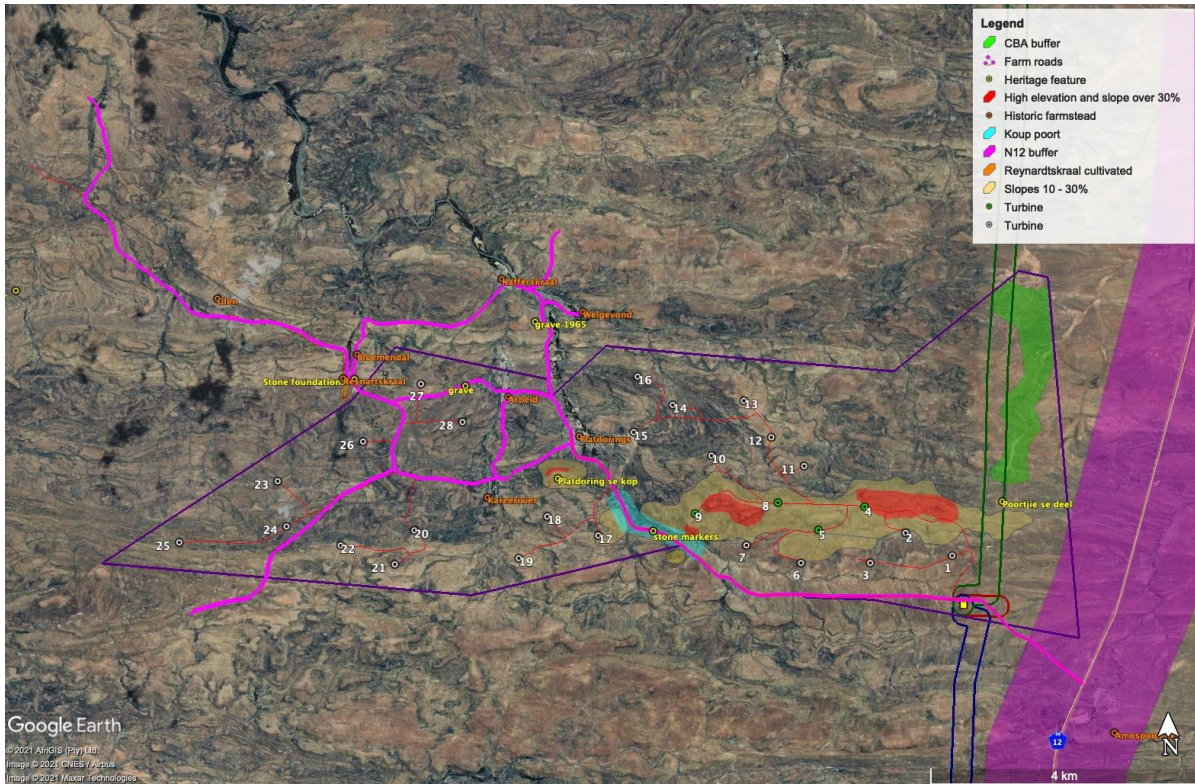 Legend
CBA buffer
Farm roads
Heritage feature
High elevation and slope over 30%
Historic farmstead
Koup poort
N12 buffer
Reynardtskraal cultivated
Slopes 10 - 30%
Turbine
Turbine
Kafferskraal
Glen
Welgevond
grave 1965
Bloemendal
Stone foundation
Reynartskraal
27
grave
Arbeid
16
14
13
28
26
Platdorings
15
12
10
11
23
Platdoring se kop
Kareerivier
8
Poortjie se deel
4
9
18
24
20
stone markers
5
2
17
25
22
7
19
21
6
3
1
Google Earth
© 2021 AfriGIS (Pty) Ltd.
Image © 2021 CNES / Airbus
Image © 2021 Maxar Technologies
12
N
4 km